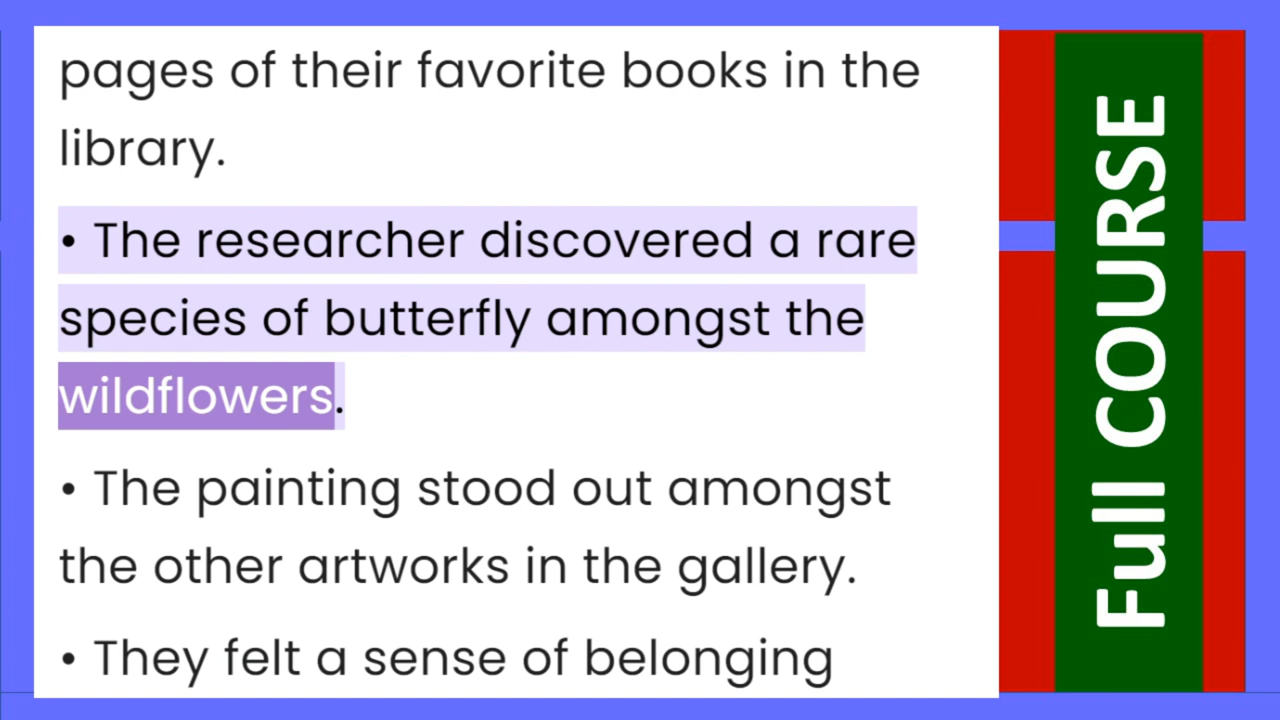 pages of their favorite books in the
library.
• The researcher discovered a rare
species of butterfly amongst the
wildflowers.
• The painting stood out amongst
the other artworks in the gallery.
• They felt a sense of belonging
Full COURSE